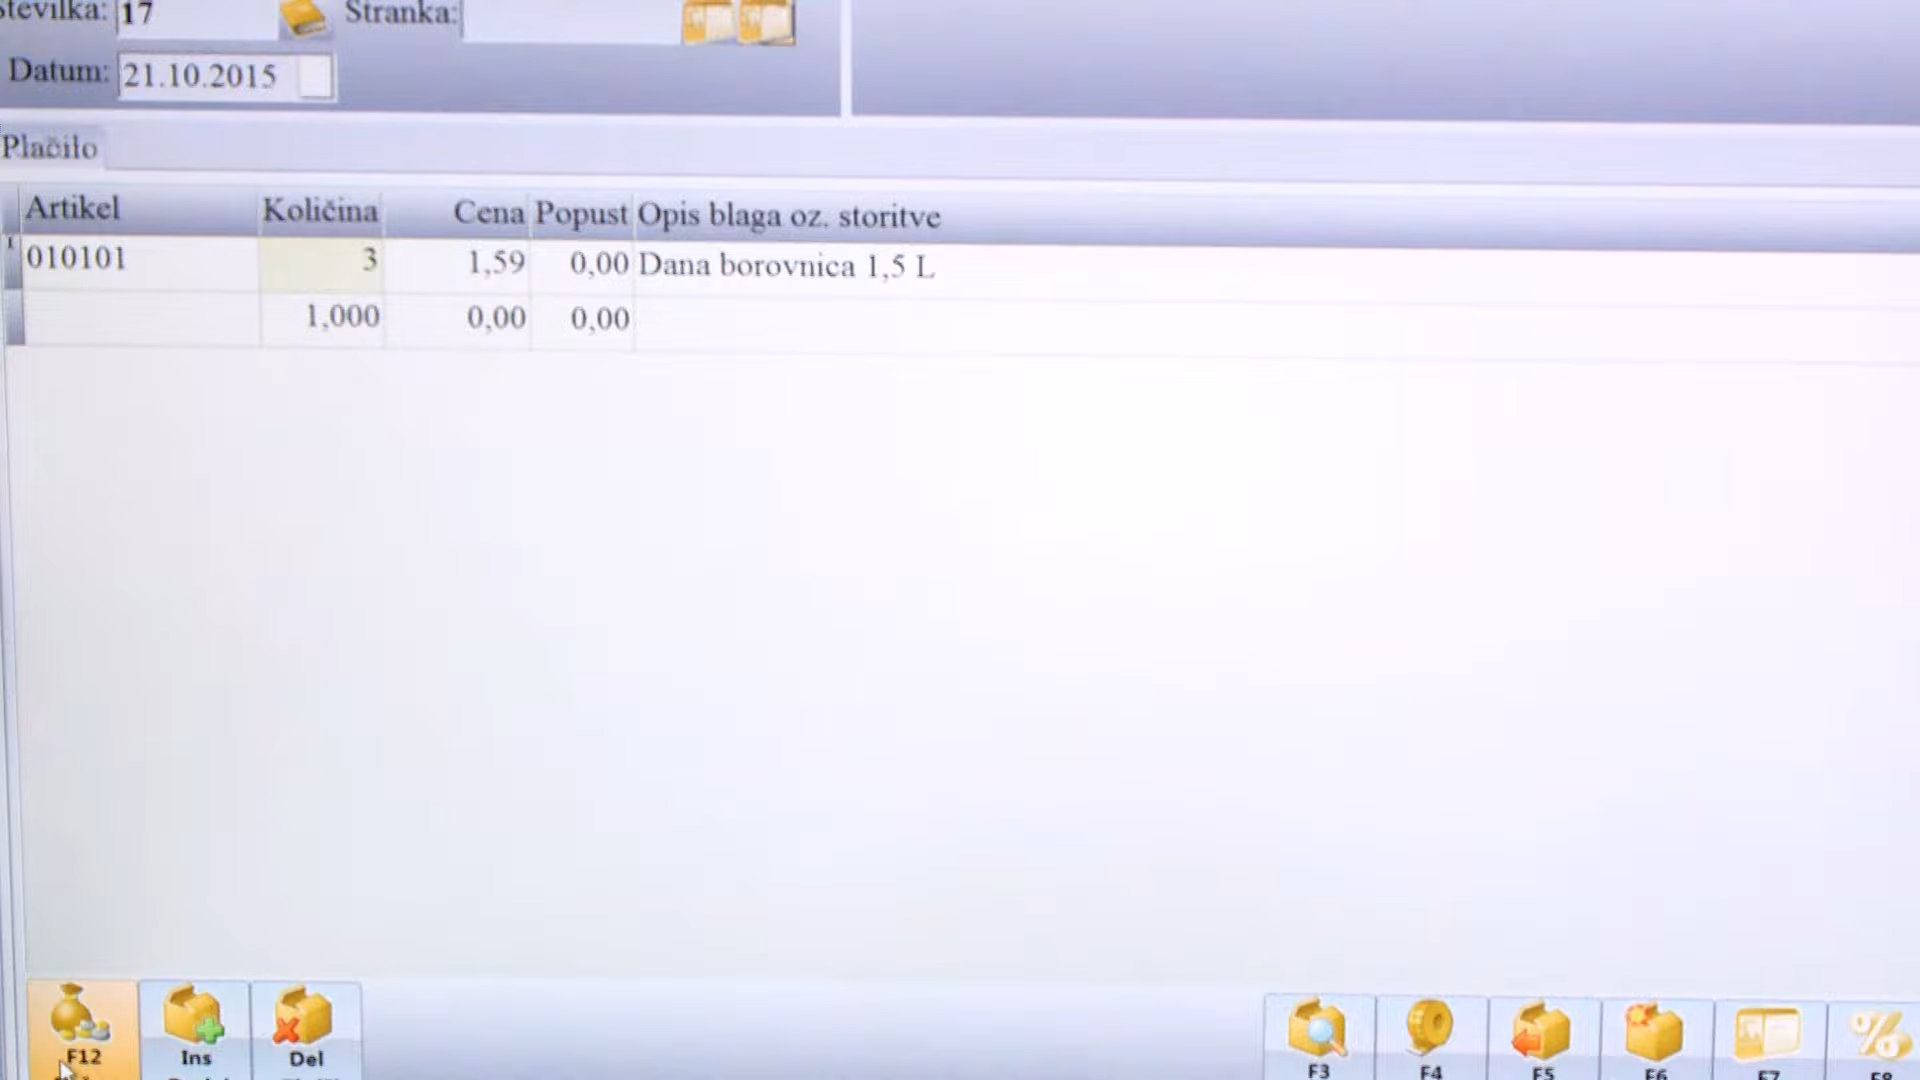 številka: 17 Stranka:
Datum: 21.10.2015
Plačilo
Artikel Količina Cena Popust Opis blaga oz. storitve
010101 3 1,59 0,00 Dana borovnica 1,5 L
1,000 0,00 0,00
F12 Ins Del F3 F4 F5 F6 F7 F8